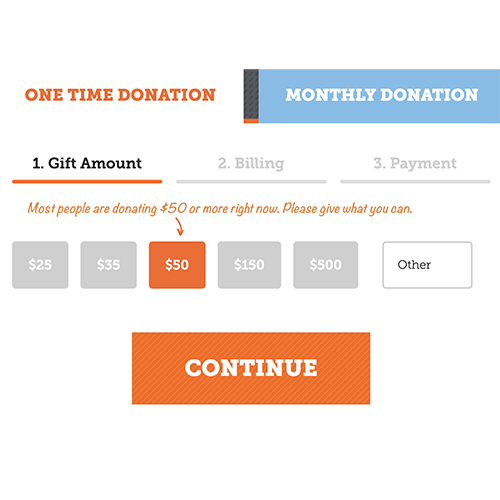 ONE TIME DONATION
MONTHLY DONATION
1. Gift Amount
2. Billing
3. Payment
Most people are donating $50 or more right now. Please give what you can.
$25
$35
$50
$150
$500
Other
CONTINUE